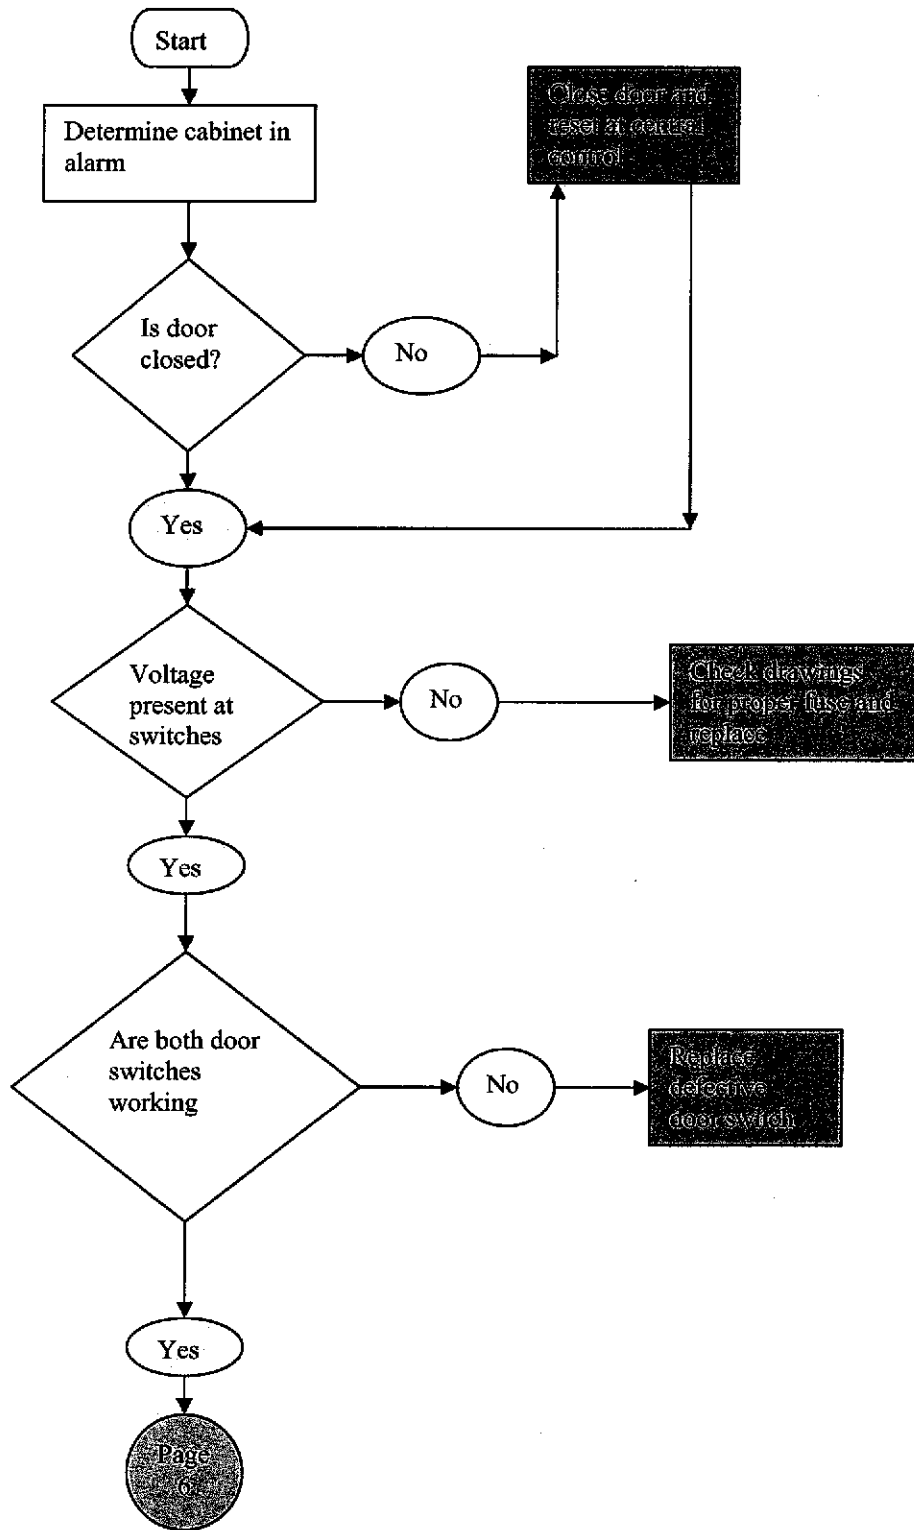 Start
Close door and
reset at central
control
Determine cabinet in
alarm
Is door
closed?
No
Yes
Voltage
present at
switches
No
Check drawings
for proper fuse and
replace
Yes
Are both door
switches
working
No
Replace
defective
door switch
Yes
Page
6